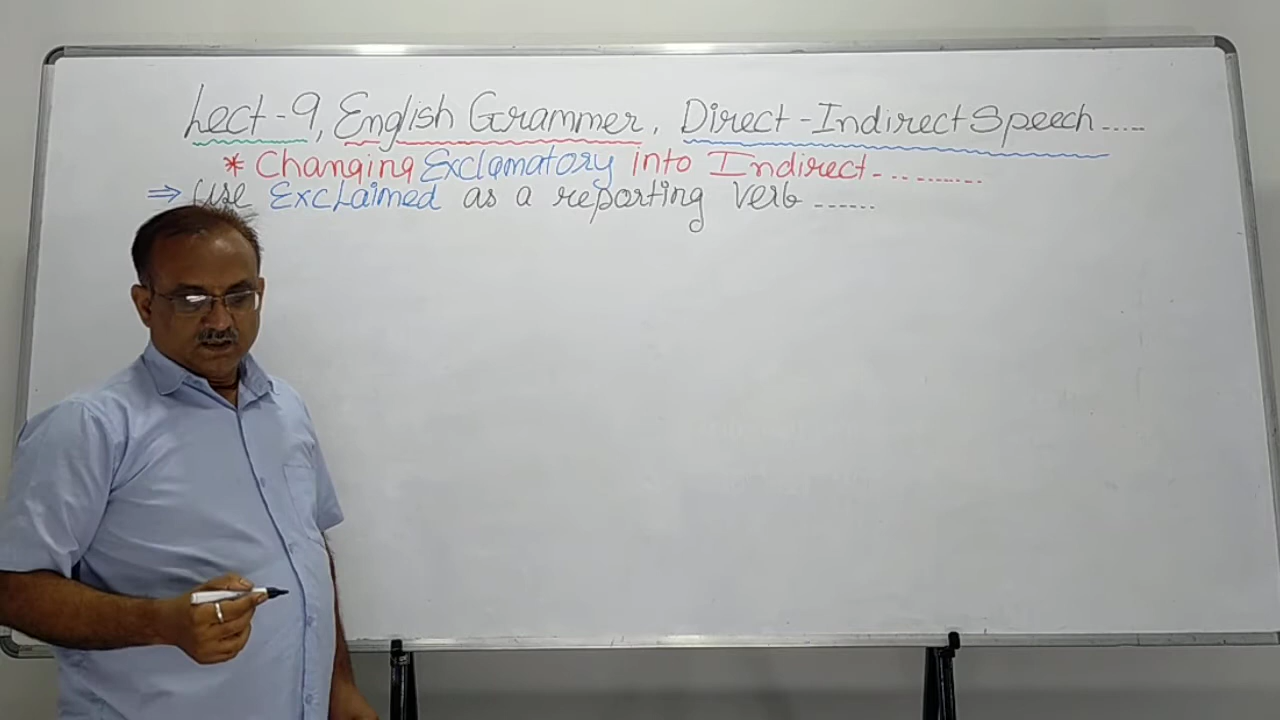 Lect-9, English Grammer, Direct-Indirect Speech.....
* Changing Exclamatory into Indirect..........
⇒ Use Exclaimed as a reporting verb ......